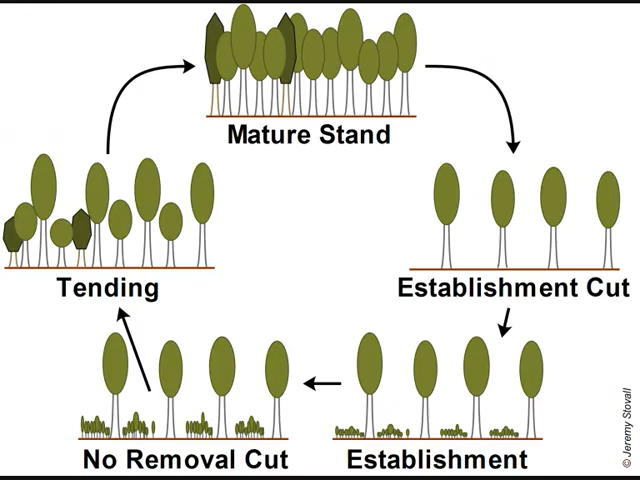 Mature Stand
Establishment Cut
Establishment
No Removal Cut
Tending
© Jeremy Stovall